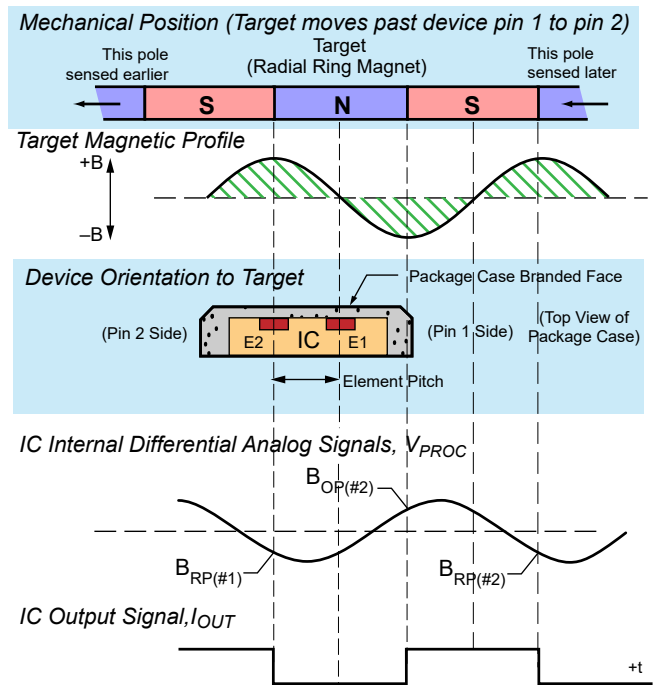 Mechanical Position (Target moves past device pin 1 to pin 2)
This pole
sensed earlier
Target
(Radial Ring Magnet)
This pole
sensed later
S
N
S
Target Magnetic Profile
+B
–B
Device Orientation to Target
Package Case Branded Face
(Pin 2 Side)
E2
IC
E1
(Pin 1 Side)
(Top View of
Package Case)
Element Pitch
IC Internal Differential Analog Signals, VPROC
BOP(#2)
BRP(#1)
BRP(#2)
IC Output Signal,IOUT
+t